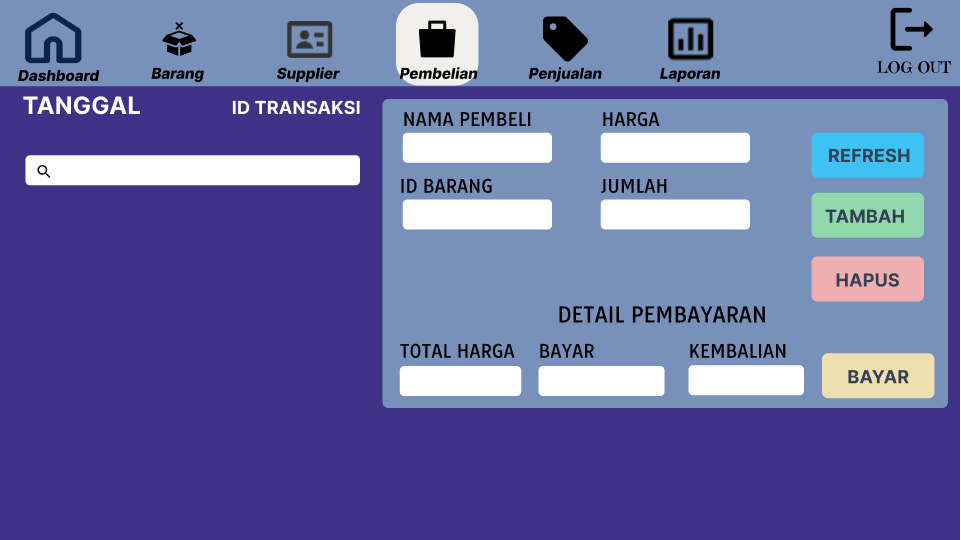 Dashboard
Barang
Supplier
Pembelian
Penjualan
Laporan
LOG OUT
TANGGAL
ID TRANSAKSI
NAMA PEMBELI
HARGA
REFRESH
ID BARANG
JUMLAH
TAMBAH
HAPUS
DETAIL PEMBAYARAN
TOTAL HARGA
BAYAR
KEMBALIAN
BAYAR